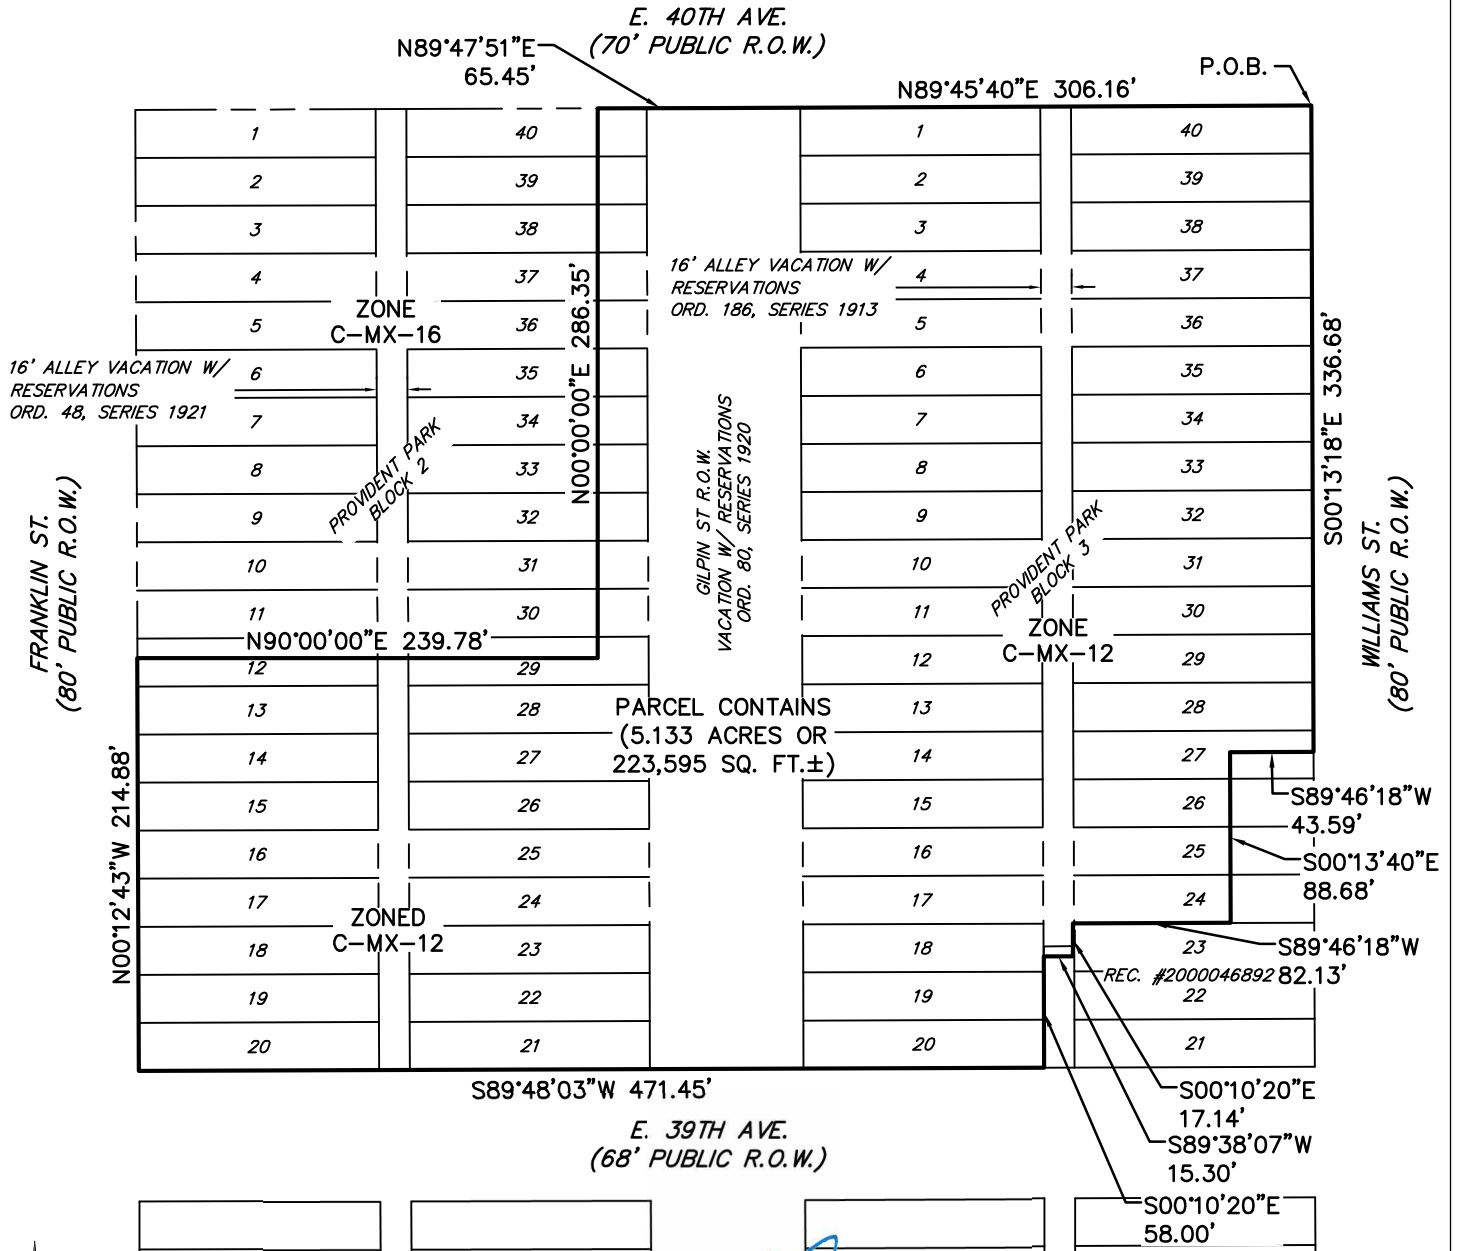 E. 40TH AVE.
(70' PUBLIC R.O.W.)
N89°47'51"E
65.45'
N89°45'40"E 306.16'
P.O.B.
1
2
3
4
5
6
7
8
9
10
11
12
13
14
15
16
17
18
19
20
40
39
38
37
36
35
34
33
32
31
30
29
28
27
26
25
24
23
22
21
1
2
3
4
5
6
7
8
9
10
11
12
13
14
15
16
17
18
19
20
40
39
38
37
36
35
34
33
32
31
30
29
28
27
26
25
24
23
22
21
ZONE
C-MX-16
16' ALLEY VACATION W/
RESERVATIONS
ORD. 48, SERIES 1921
16' ALLEY VACATION W/
RESERVATIONS
ORD. 186, SERIES 1913
PROVIDENT PARK
BLOCK 2
N00°00'00"E 286.35'
N90°00'00"E 239.78'
GILPIN ST R.O.W.
VACATION W/ RESERVATIONS
ORD. 80, SERIES 1920
PROVIDENT PARK
BLOCK 3
ZONE
C-MX-12
FRANKLIN ST.
(80' PUBLIC R.O.W.)
WILLIAMS ST.
(80' PUBLIC R.O.W.)
S00°13'18"E 336.68'
PARCEL CONTAINS
(5.133 ACRES OR
223,595 SQ. FT.±)
N00°12'43"W 214.88'
ZONED
C-MX-12
S89°46'18"W
43.59'
S00°13'40"E
88.68'
S89°46'18"W
82.13'
REC. #2000046892
S00°10'20"E
17.14'
S89°38'07"W
15.30'
S00°10'20"E
58.00'
S89°48'03"W 471.45'
E. 39TH AVE.
(68' PUBLIC R.O.W.)